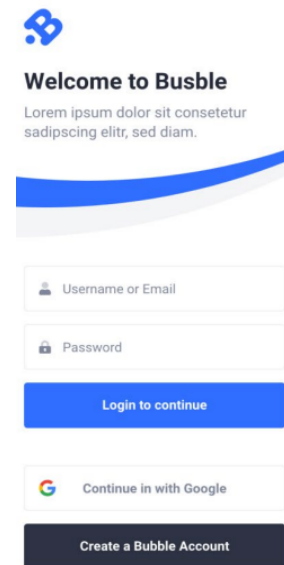 Welcome to Busble
Lorem ipsum dolor sit consetetur
sadipscing elitr, sed diam.
Username or Email
Password
Login to continue
Continue in with Google
Create a Bubble Account